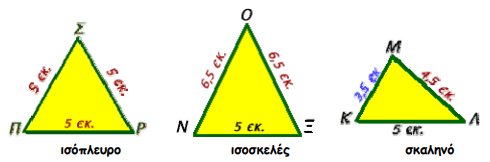 Σ
5 εκ.
5 εκ.
Π
5 εκ.
Ρ
ισόπλευρο
Ο
6,5 εκ.
6,5 εκ.
Ν
5 εκ.
Ξ
ισοσκελές
Μ
3,5 εκ
4,5 εκ.
Κ
5 εκ.
Λ
σκαληνό